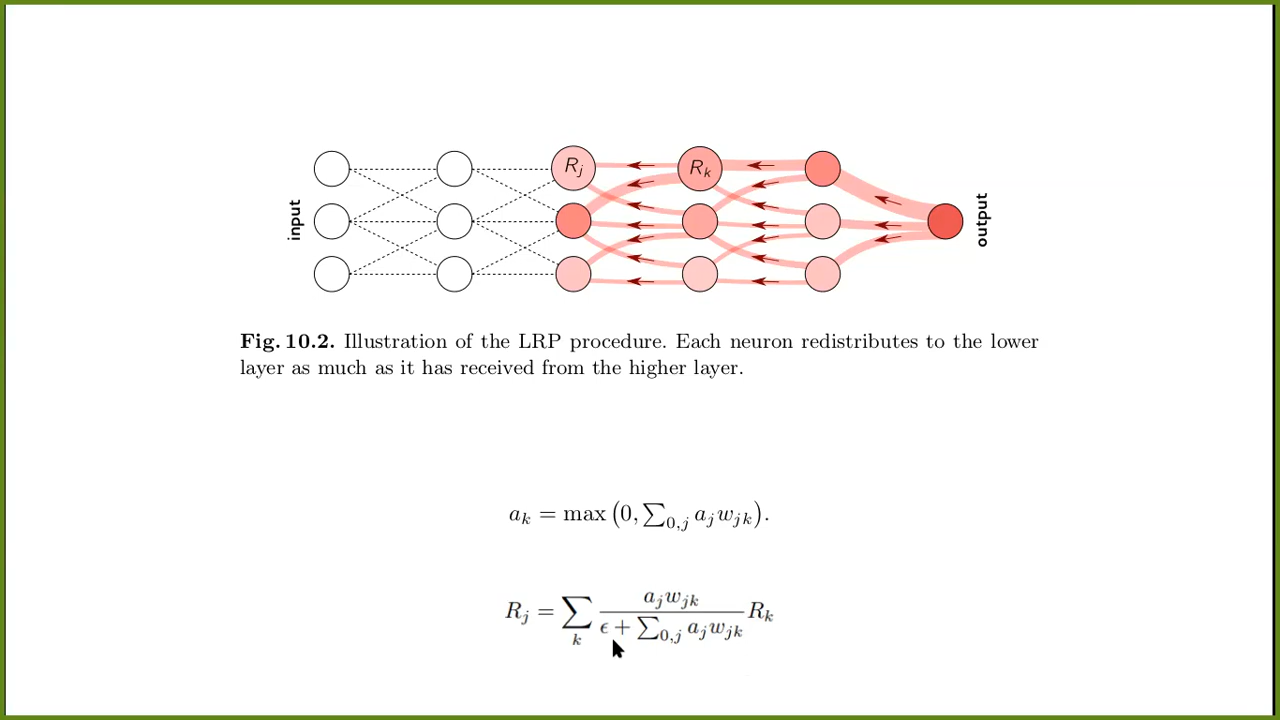 input
R_j
R_k
output
Fig. 10.2. Illustration of the LRP procedure. Each neuron redistributes to the lower
layer as much as it has received from the higher layer.
a_k = max (0, ∑_{0,j} a_j w_{jk}).
R_j = ∑_k \frac{a_j w_{jk}}{ϵ + ∑_{0,j} a_j w_{jk}} R_k